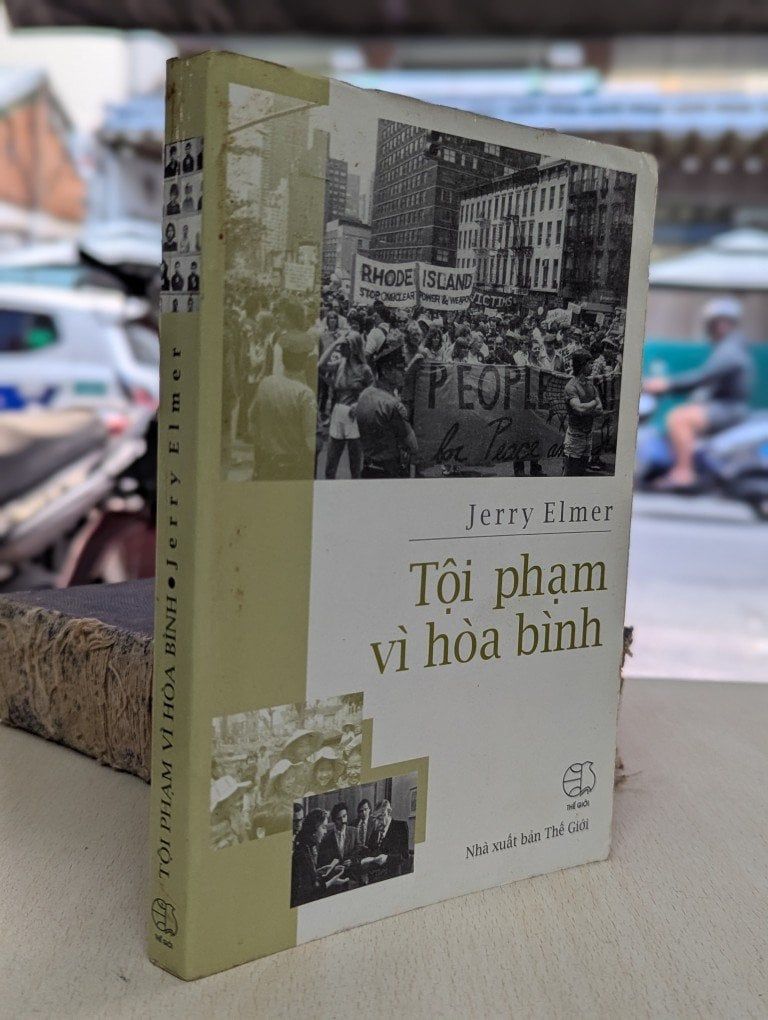 RHODE ISLAND
STOP NUCLEAR POWER & WEAPONS
VICTIMS
PEOPLE
for Peace an
Jerry Elmer
Tội phạm
vì hòa bình
THẾ GIỚI
Nhà xuất bản Thế Giới
TỘI PHẠM VÌ HÒA BÌNH • Jerry Elmer
THẾ GIỚI